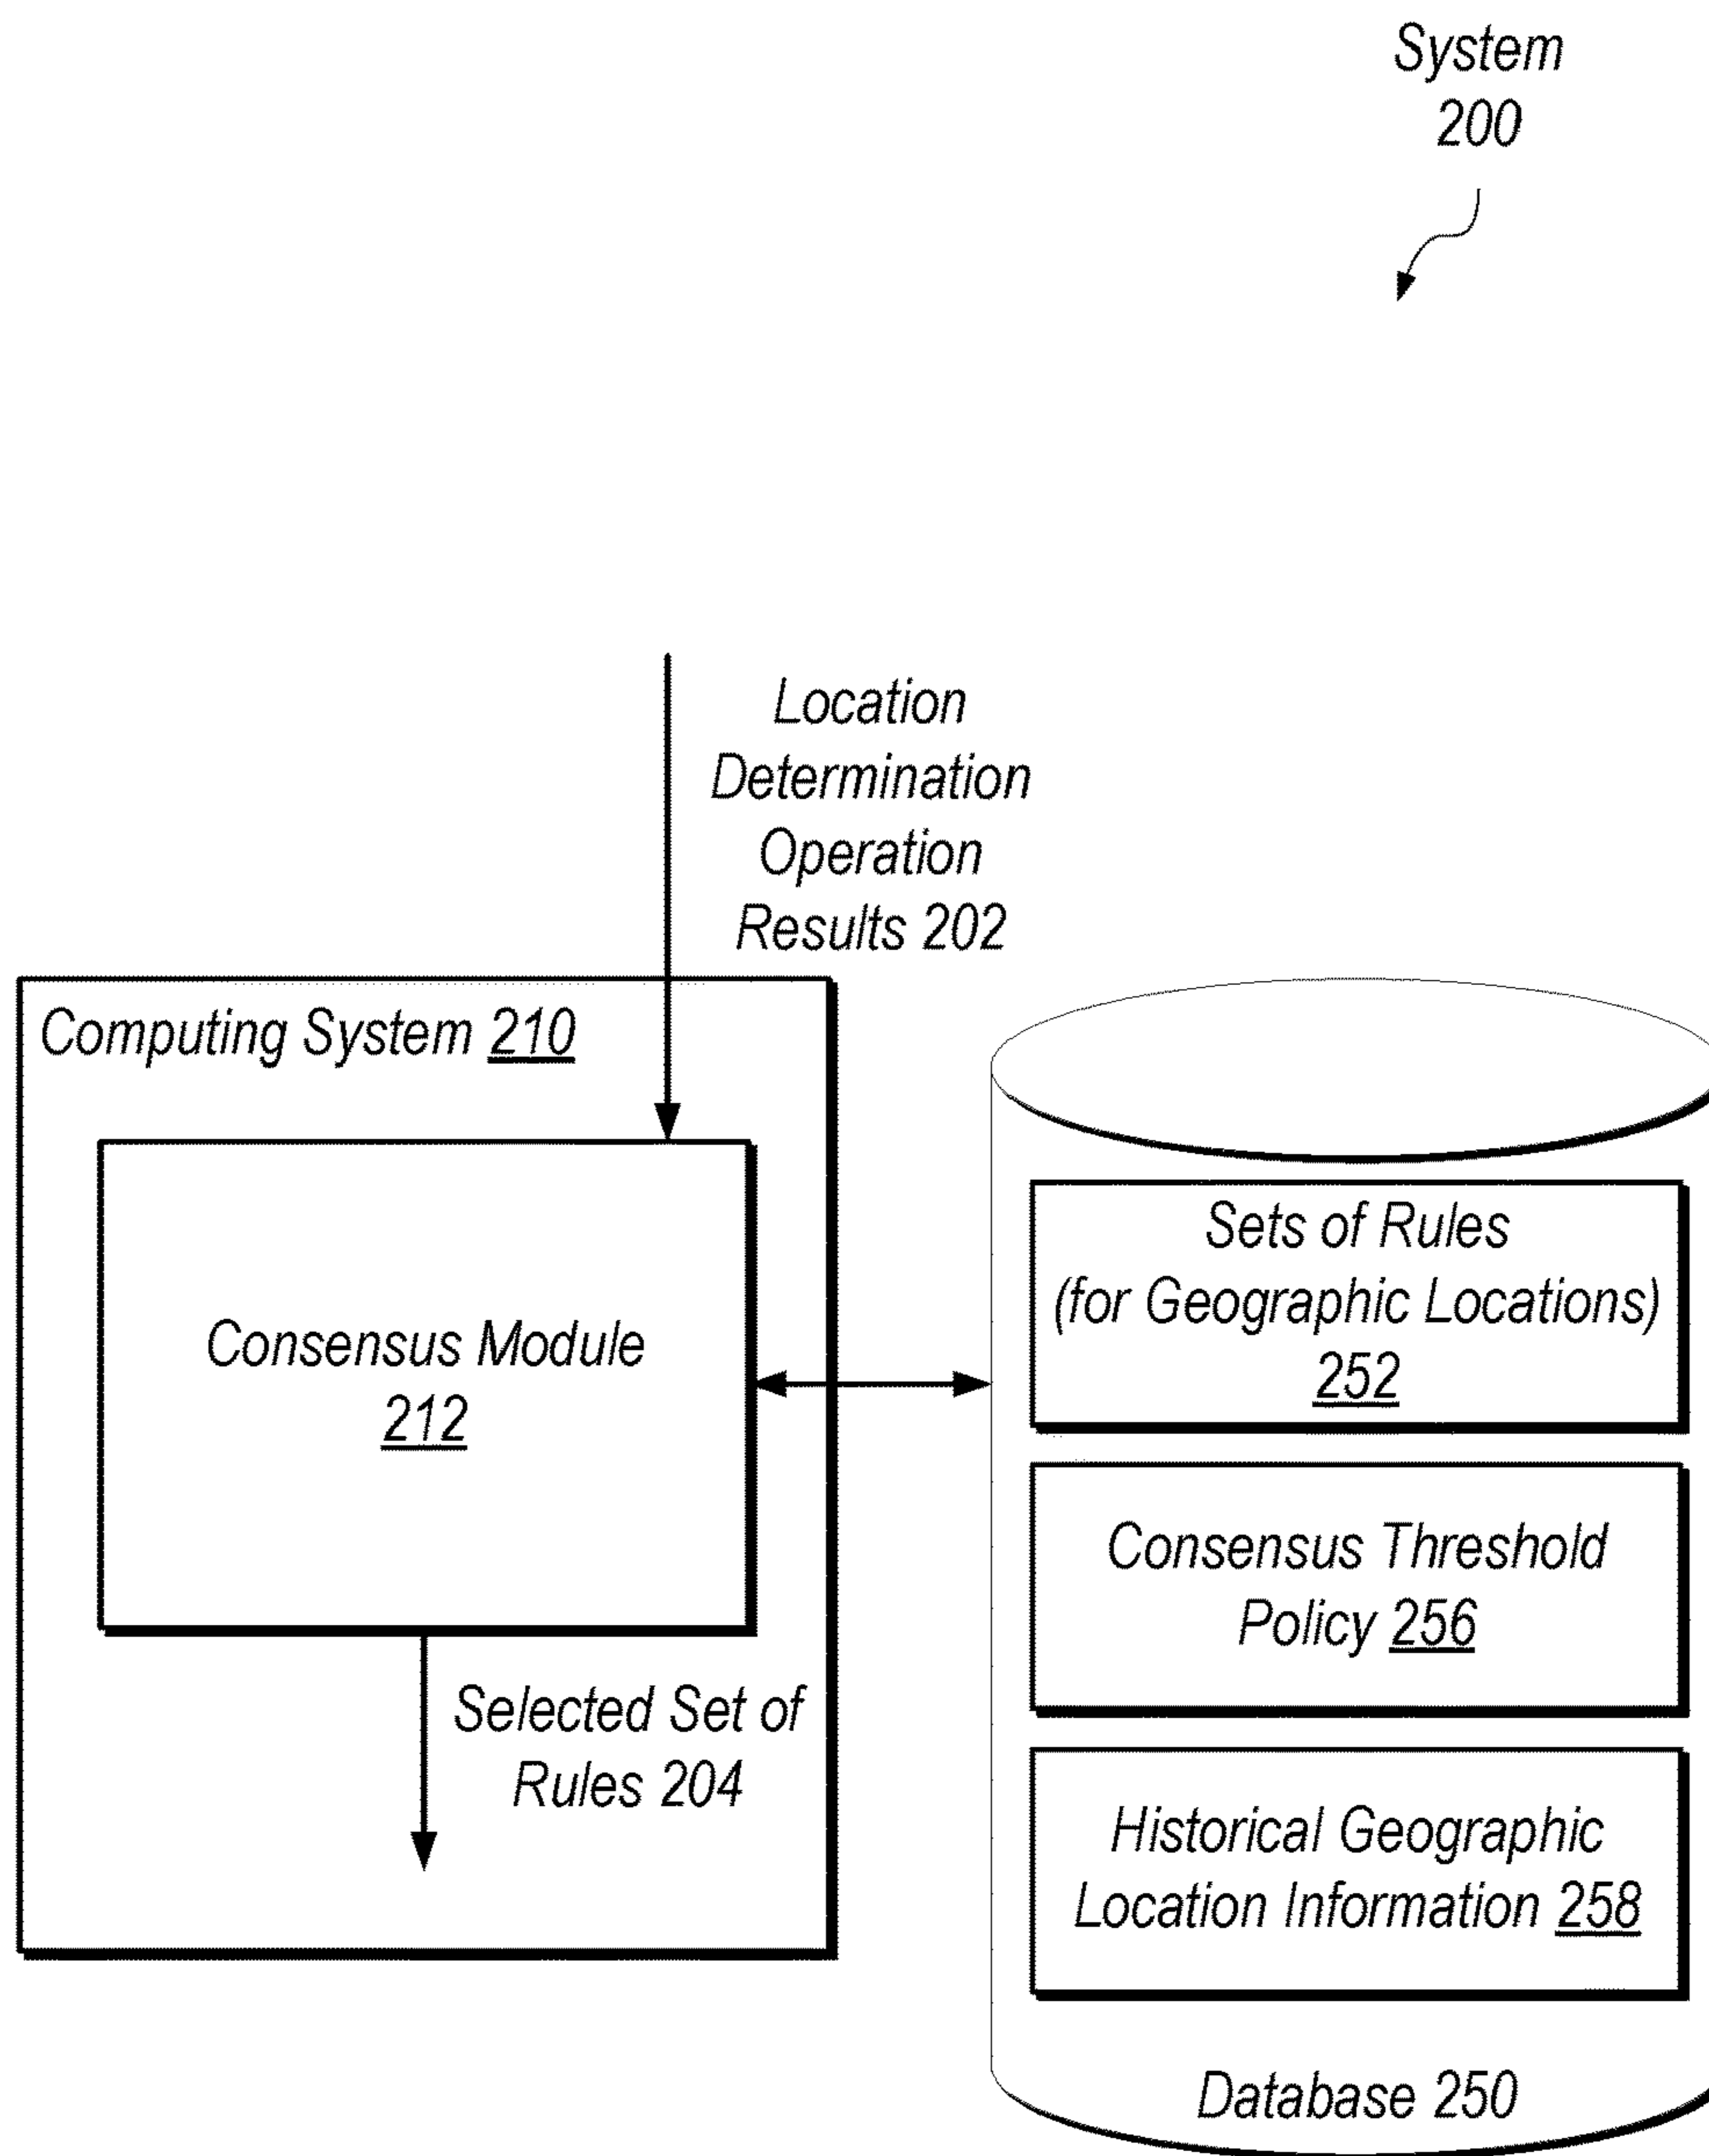 System
200
Location
Determination
Operation
Results 202
Computing System 210
Consensus Module
212
Selected Set of
Rules 204
Sets of Rules
(for Geographic Locations)
252
Consensus Threshold
Policy 256
Historical Geographic
Location Information 258
Database 250